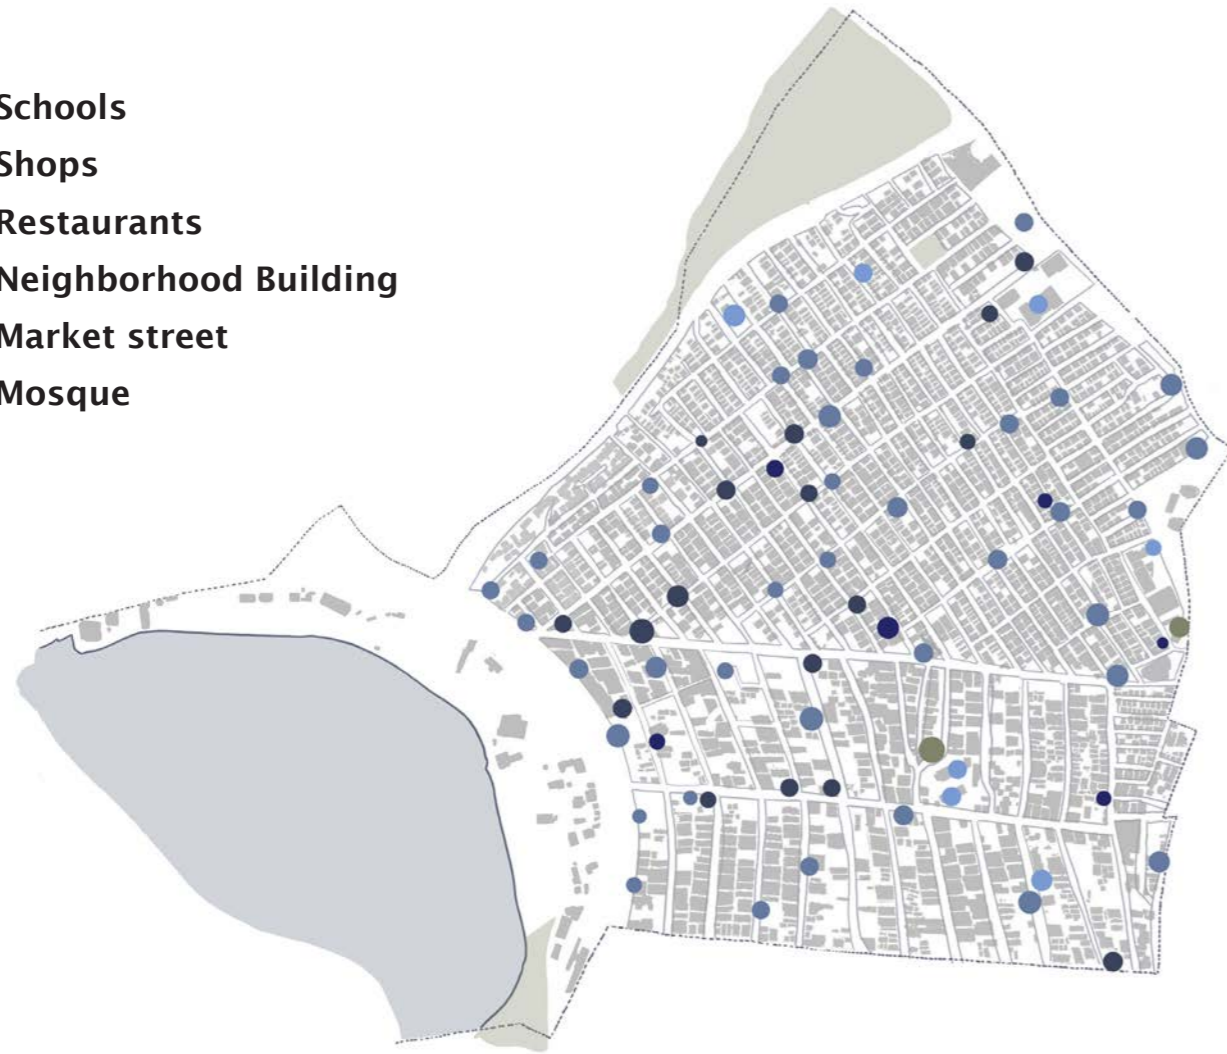 Schools
Shops
Restaurants
Neighborhood Building
Market street
Mosque